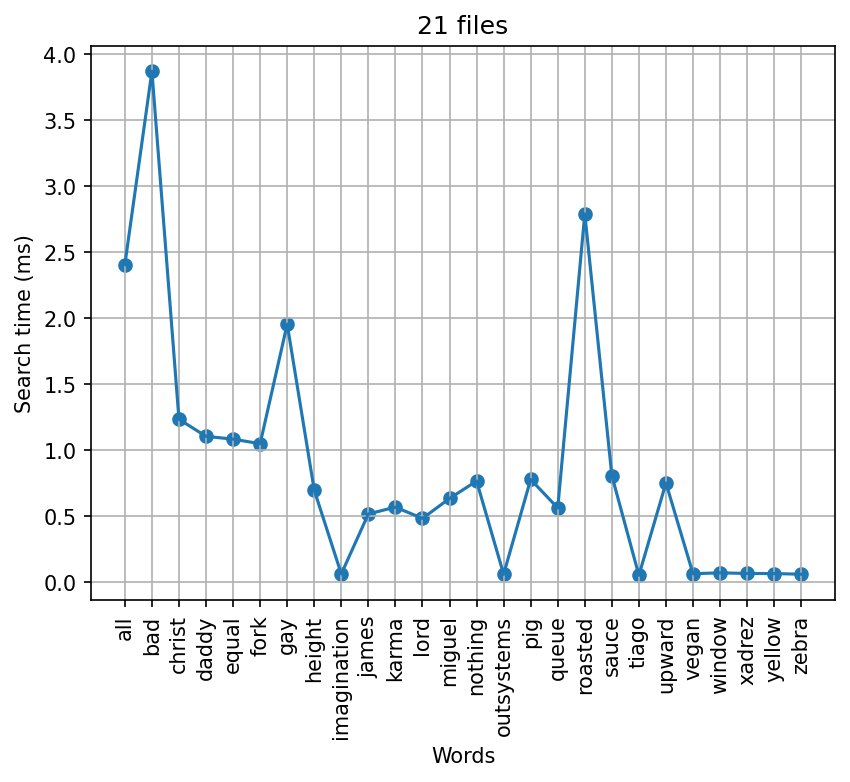 21 files
Search time (ms)
4.0
3.5
3.0
2.5
2.0
1.5
1.0
0.5
0.0
all
bad
christ
daddy
equal
fork
gay
height
imagination
james
karma
lord
miguel
nothing
outsystems
pig
queue
roasted
sauce
tiago
upward
vegan
window
xadrez
yellow
zebra
Words